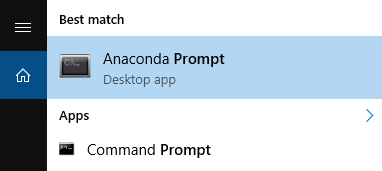 Best match
Anaconda Prompt
Desktop app
Apps
Command Prompt